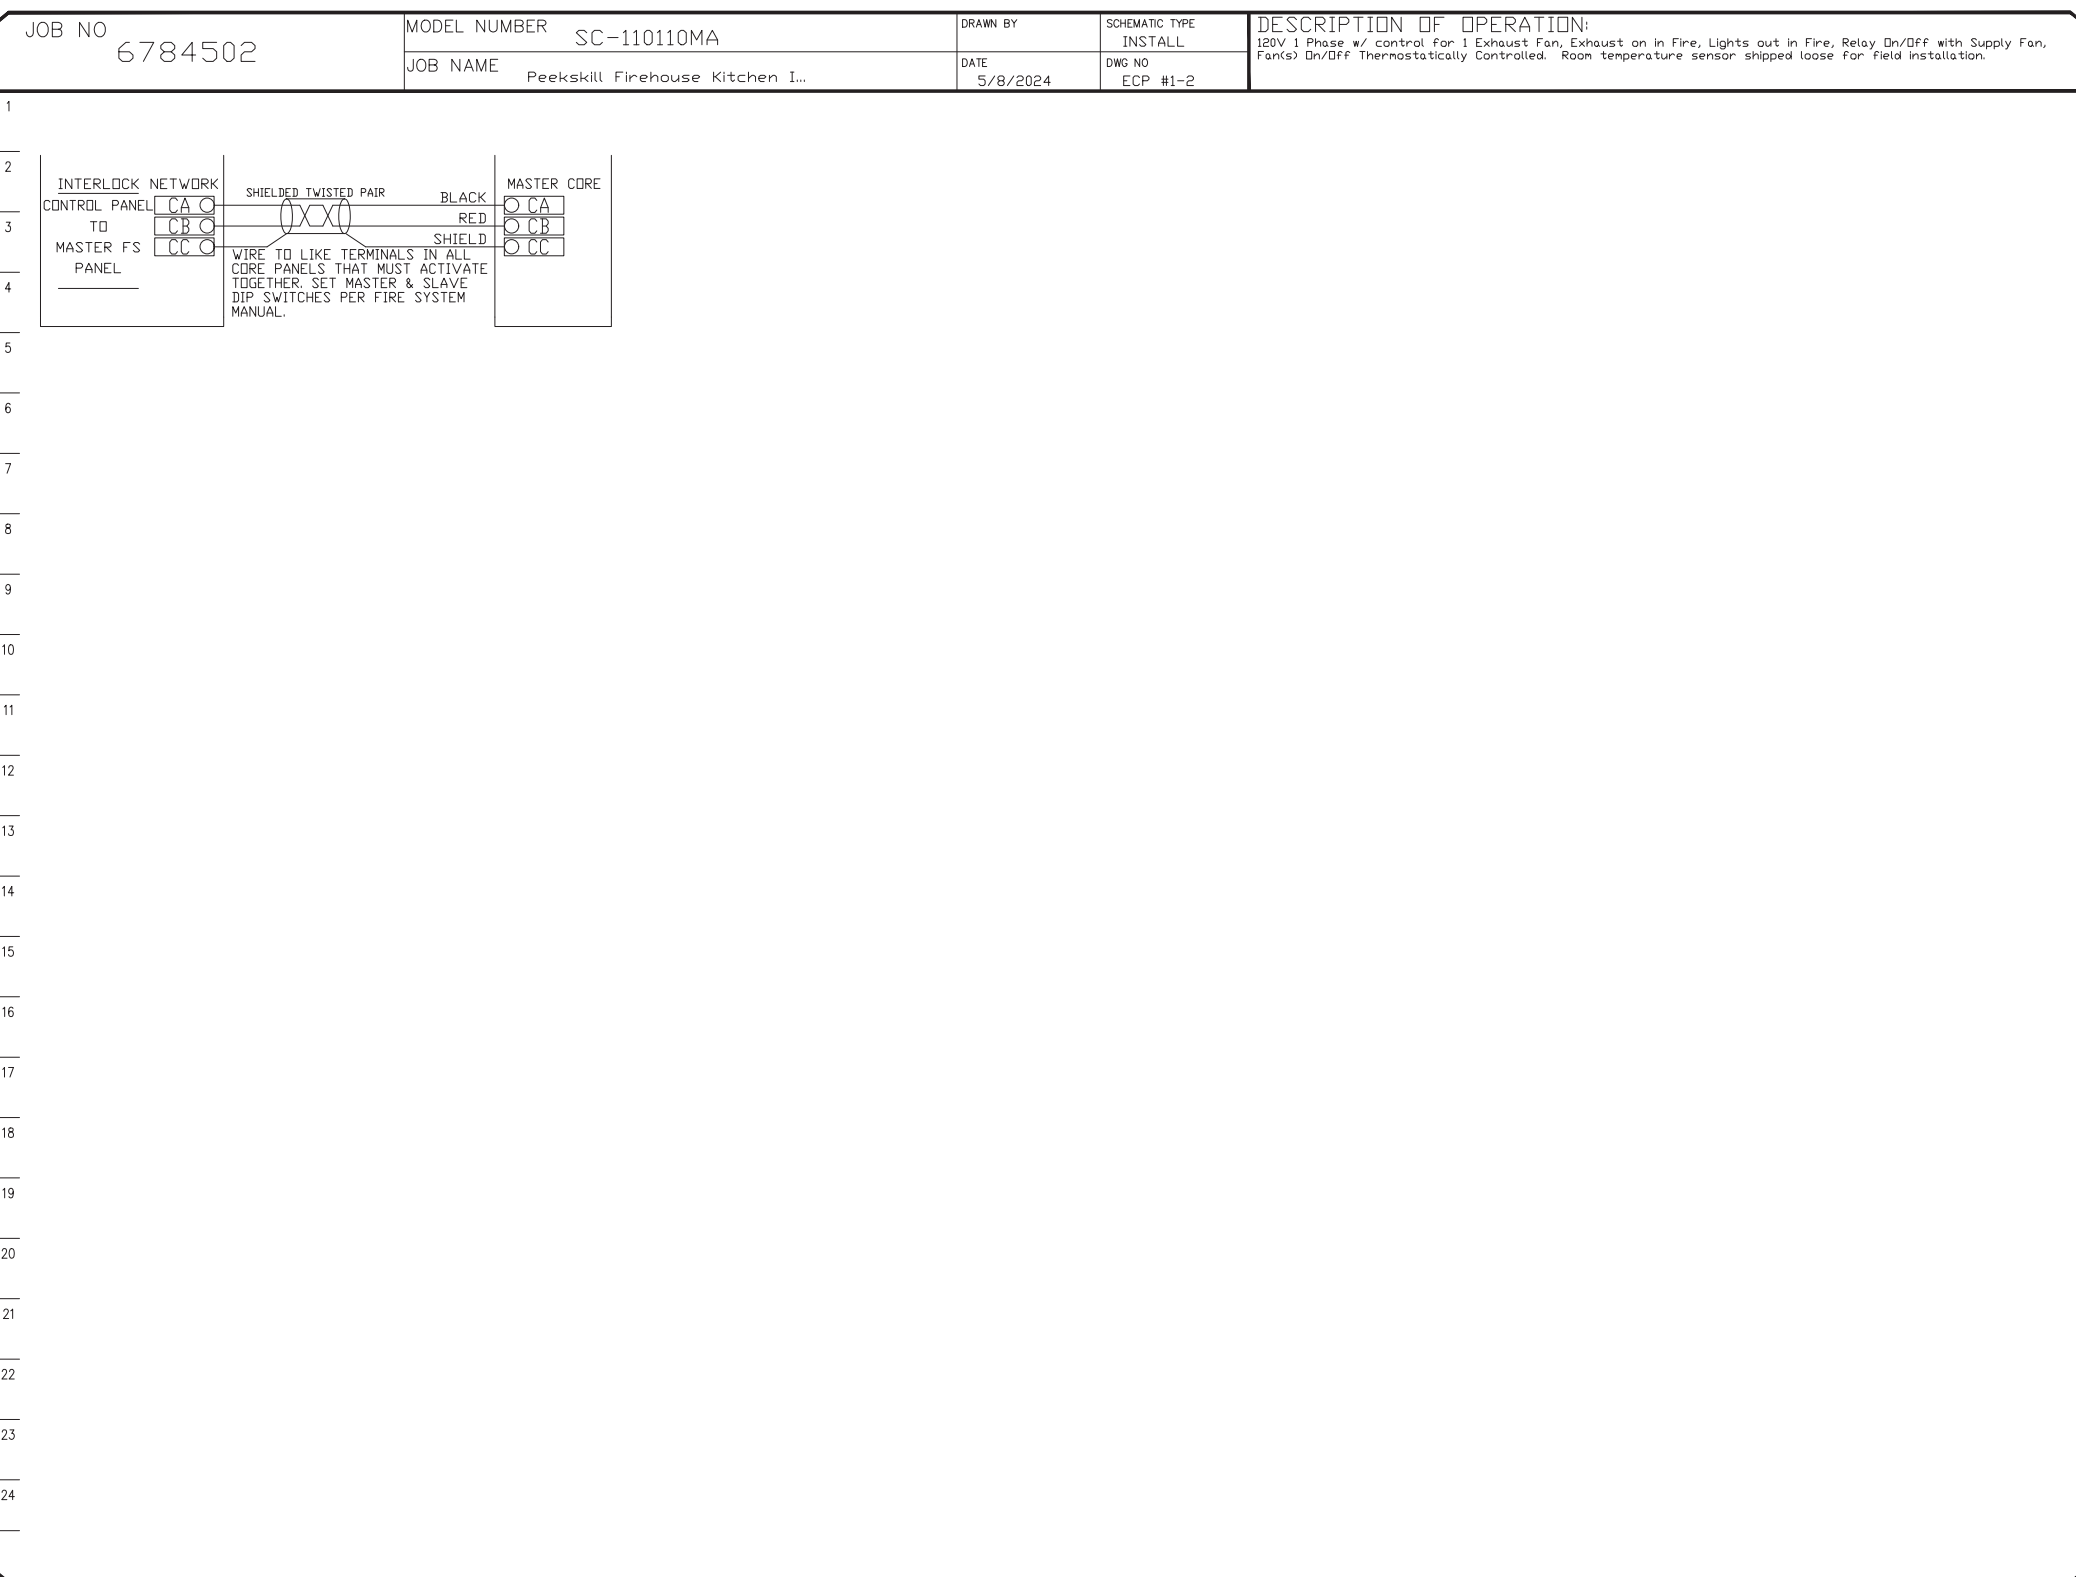 JOB NO
6784502
MODEL NUMBER
SC-110110MA
JOB NAME
Peekskill Firehouse Kitchen I...
DRAWN BY
DATE
5/8/2024
SCHEMATIC TYPE
INSTALL
DWG NO
ECP #1-2
DESCRIPTION OF OPERATION:
120V 1 Phase w/ control for 1 Exhaust Fan, Exhaust on in Fire, Lights out in Fire, Relay On/Off with Supply Fan,
Fan(s) On/Off Thermostatically Controlled.  Room temperature sensor shipped loose for field installation.
1
2
3
4
5
6
7
8
9
10
11
12
13
14
15
16
17
18
19
20
21
22
23
24
INTERLOCK NETWORK
CONTROL PANEL
TO
MASTER FS
PANEL
CA
CB
CC
SHIELDED TWISTED PAIR
BLACK
RED
SHIELD
WIRE TO LIKE TERMINALS IN ALL
CORE PANELS THAT MUST ACTIVATE
TOGETHER. SET MASTER & SLAVE
DIP SWITCHES PER FIRE SYSTEM
MANUAL.
MASTER CORE
CA
CB
CC